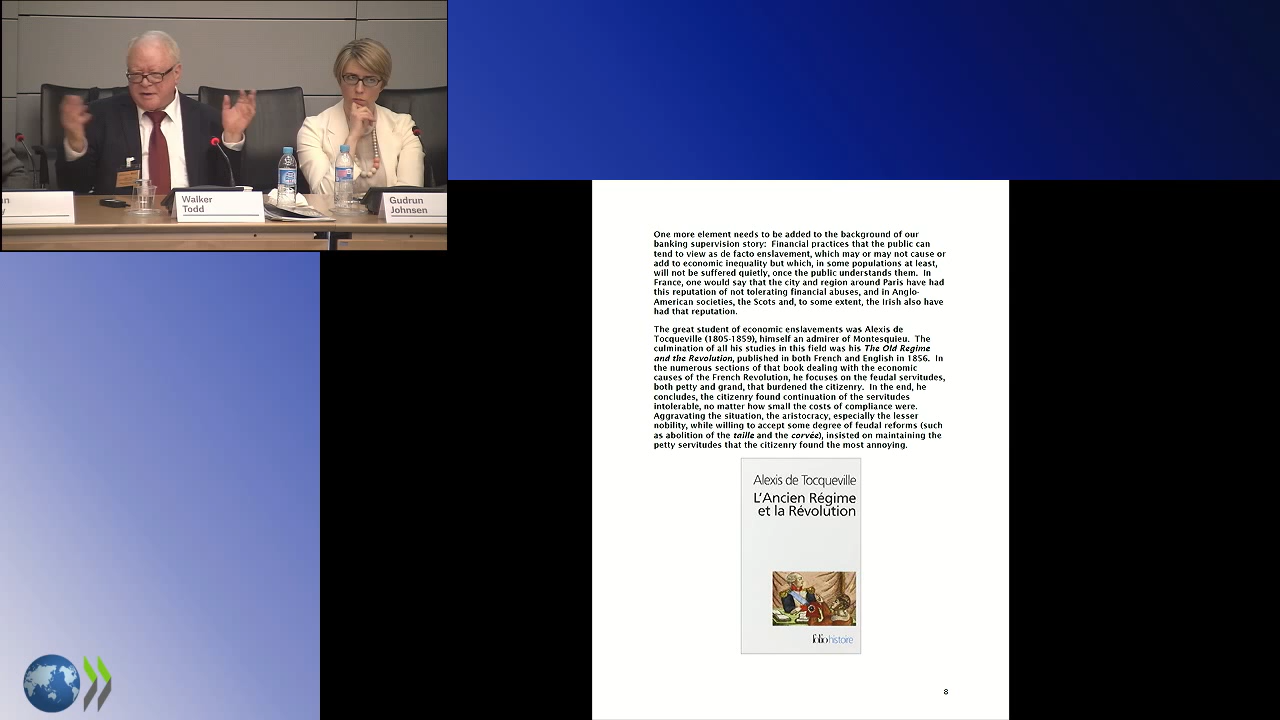 Walker
Todd
Gudrun
Johnsen
One more element needs to be added to the background of our
banking supervision story: Financial practices that the public can
tend to view as de facto enslavement, which may or may not cause or
add to economic inequality but which, in some populations at least,
will not be suffered quietly, once the public understands them. In
France, one would say that the city and region around Paris have had
this reputation of not tolerating financial abuses, and in Anglo-
American societies, the Scots and, to some extent, the Irish also have
had that reputation.
The great student of economic enslavements was Alexis de
Tocqueville (1805-1859), himself an admirer of Montesquieu. The
culmination of all his studies in this field was his The Old Regime
and the Revolution, published in both French and English in 1856. In
the numerous sections of that book dealing with the economic
causes of the French Revolution, he focuses on the feudal servitudes,
both petty and grand, that burdened the citizenry. In the end, he
concludes, the citizenry found continuation of the servitudes
intolerable, no matter how small the costs of compliance were.
Aggravating the situation, the aristocracy, especially the lesser
nobility, while willing to accept some degree of feudal reforms (such
as abolition of the taille and the corvée), insisted on maintaining the
petty servitudes that the citizenry found the most annoying.
Alexis de Tocqueville
L'Ancien Régime
et la Révolution
folio histoire
8